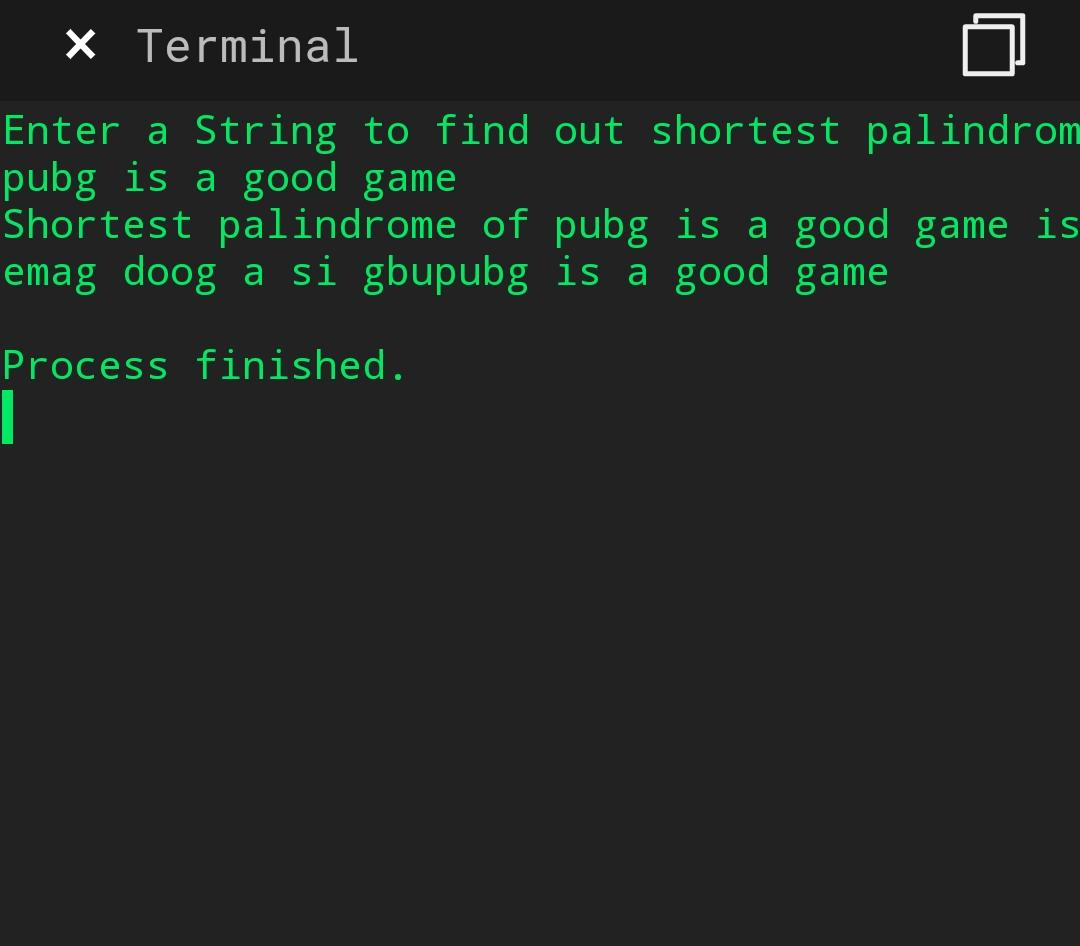 Terminal
Enter a String to find out shortest palindrom
pubg is a good game
Shortest palindrome of pubg is a good game is
emag doog a si gbupubg is a good game
Process finished.